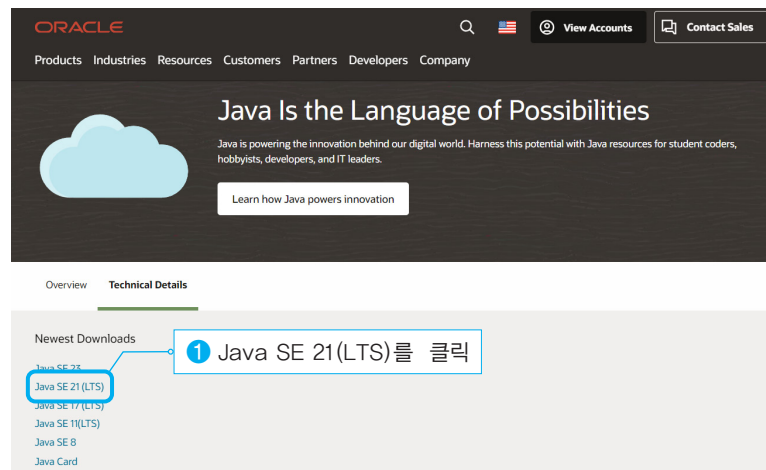 ORACLE
View Accounts
Contact Sales
Products Industries Resources Customers Partners Developers Company
Java Is the Language of Possibilities
Java is powering the innovation behind our digital world. Harness this potential with Java resources for student coders,
hobbyists, developers, and IT leaders.
Learn how Java powers innovation
Overview Technical Details
Newest Downloads
1 Java SE 21(LTS)를 클릭
Java SE 23
Java SE 21 (LTS)
Java SE 17 (LTS)
Java SE 11(LTS)
Java SE 8
Java Card